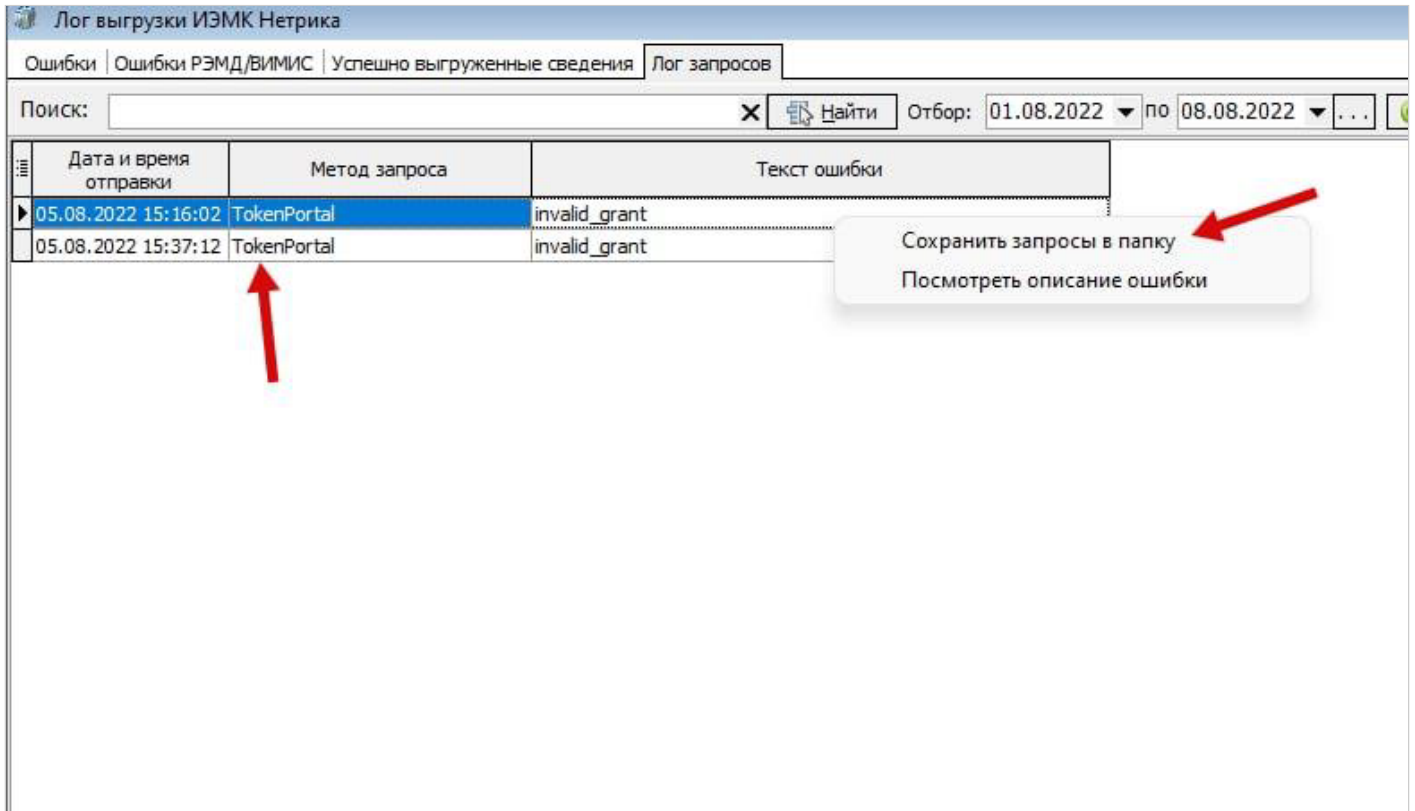 Лог выгрузки ИЭМК Нетрика
Ошибки Ошибки РЭМД/ВИМИС Успешно выгруженные сведения Лог запросов
Поиск: Найти Отбор: 01.08.2022 по 08.08.2022 ...
Дата и время отправки Метод запроса Текст ошибки
05.08.2022 15:16:02 TokenPortal invalid_grant
05.08.2022 15:37:12 TokenPortal invalid_grant
Сохранить запросы в папку
Посмотреть описание ошибки